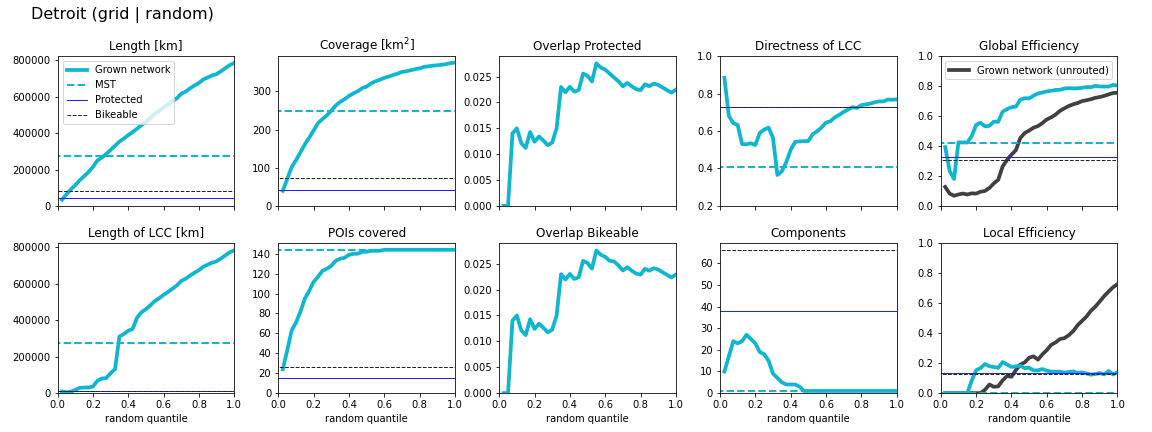 Detroit (grid | random)
Length [km]
800000
600000
400000
200000
0
Grown network
MST
Protected
Bikeable
Coverage [km²]
300
200
100
0
Overlap Protected
0.025
0.020
0.015
0.010
0.005
0.000
Directness of LCC
1.0
0.8
0.6
0.4
0.2
Global Efficiency
1.0
0.8
0.6
0.4
0.2
0.0
Grown network (unrouted)
Length of LCC [km]
800000
600000
400000
200000
0
0.0 0.2 0.4 0.6 0.8 1.0
random quantile
POIs covered
140
120
100
80
60
40
20
0
0.0 0.2 0.4 0.6 0.8 1.0
random quantile
Overlap Bikeable
0.025
0.020
0.015
0.010
0.005
0.000
0.0 0.2 0.4 0.6 0.8 1.0
random quantile
Components
60
50
40
30
20
10
0
0.0 0.2 0.4 0.6 0.8 1.0
random quantile
Local Efficiency
1.0
0.8
0.6
0.4
0.2
0.0
0.0 0.2 0.4 0.6 0.8 1.0
random quantile